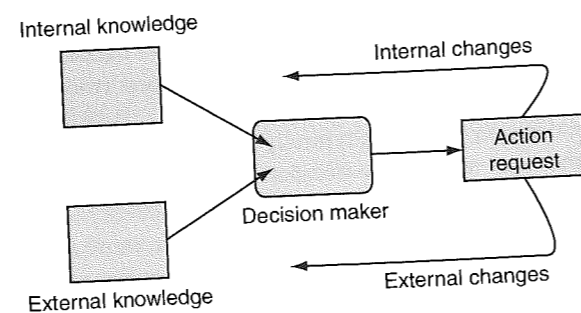 Internal knowledge
Internal changes
Action
request
Decision maker
External changes
External knowledge